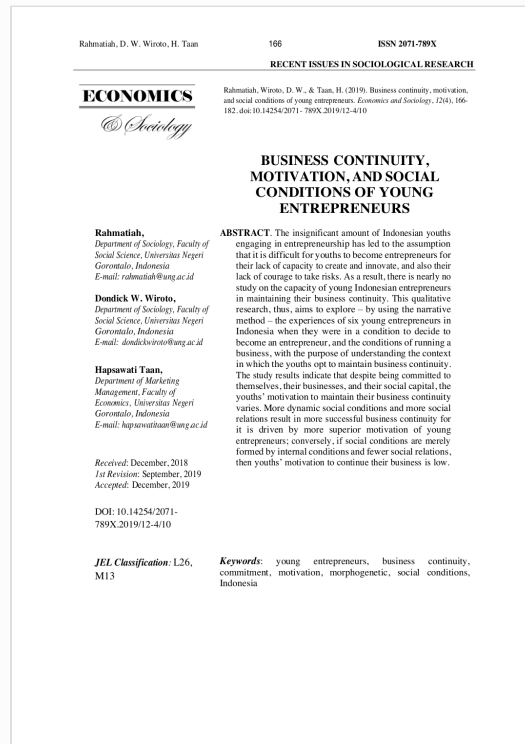 Rahmatiah, D. W. Wiroto, H. Taan 166 ISSN 2071-789X
RECENT ISSUES IN SOCIOLOGICAL RESEARCH
ECONOMICS
& Sociology
Rahmatiah, Wiroto, D. W., & Taan, H. (2019). Business continuity, motivation,
and social conditions of young entrepreneurs. Economics and Sociology, 12(4), 166-
182. doi:10.14254/2071- 789X.2019/12-4/10
BUSINESS CONTINUITY,
MOTIVATION, AND SOCIAL
CONDITIONS OF YOUNG
ENTREPRENEURS
Rahmatiah,
Department of Sociology, Faculty of
Social Science, Universitas Negeri
Gorontalo, Indonesia
E-mail: rahmatiah@ung.ac.id
Dondick W. Wiroto,
Department of Sociology, Faculty of
Social Science, Universitas Negeri
Gorontalo, Indonesia
E-mail: dondickwiroto@ung.ac.id
Hapsawati Taan,
Department of Marketing
Management, Faculty of
Economics, Universitas Negeri
Gorontalo, Indonesia
E-mail: hapsawatitaan@ung.ac.id
Received: December, 2018
1st Revision: September, 2019
Accepted: December, 2019
DOI: 10.14254/2071-
789X.2019/12-4/10
ABSTRACT. The insignificant amount of Indonesian youths
engaging in entrepreneurship has led to the assumption
that it is difficult for youths to become entrepreneurs for
their lack of capacity to create and innovate, and also their
lack of courage to take risks. As a result, there is nearly no
study on the capacity of young Indonesian entrepreneurs
in maintaining their business continuity. This qualitative
research, thus, aims to explore – by using the narrative
method – the experiences of six young entrepreneurs in
Indonesia when they were in a condition to decide to
become an entrepreneur, and the conditions of running a
business, with the purpose of understanding the context
in which the youths opt to maintain business continuity.
The study results indicate that despite being committed to
themselves, their businesses, and their social capital, the
youths’ motivation to maintain their business continuity
varies. More dynamic social conditions and more social
relations result in more successful business continuity for
it is driven by more superior motivation of young
entrepreneurs; conversely, if social conditions are merely
formed by internal conditions and fewer social relations,
then youths’ motivation to continue their business is low.
JEL Classification: L26,
M13
Keywords: young entrepreneurs, business continuity,
commitment, motivation, morphogenetic, social conditions,
Indonesia